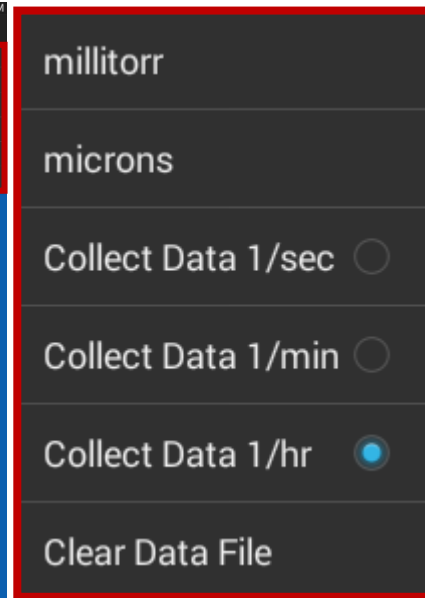 millitorr
microns
Collect Data 1/sec
Collect Data 1/min
Collect Data 1/hr
Clear Data File